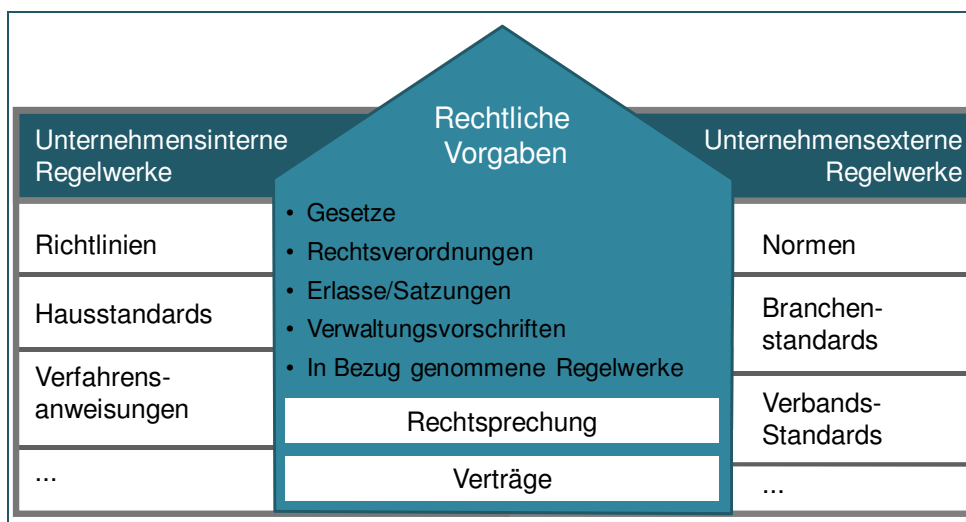 Unternehmensinterne
Regelwerke
Richtlinien
Hausstandards
Verfahrens-
anweisungen
...
Rechtliche
Vorgaben
• Gesetze
• Rechtsverordnungen
• Erlasse/Satzungen
• Verwaltungsvorschriften
• In Bezug genommene Regelwerke
Rechtsprechung
Verträge
Unternehmensexterne
Regelwerke
Normen
Branchen-
standards
Verbands-
Standards
...